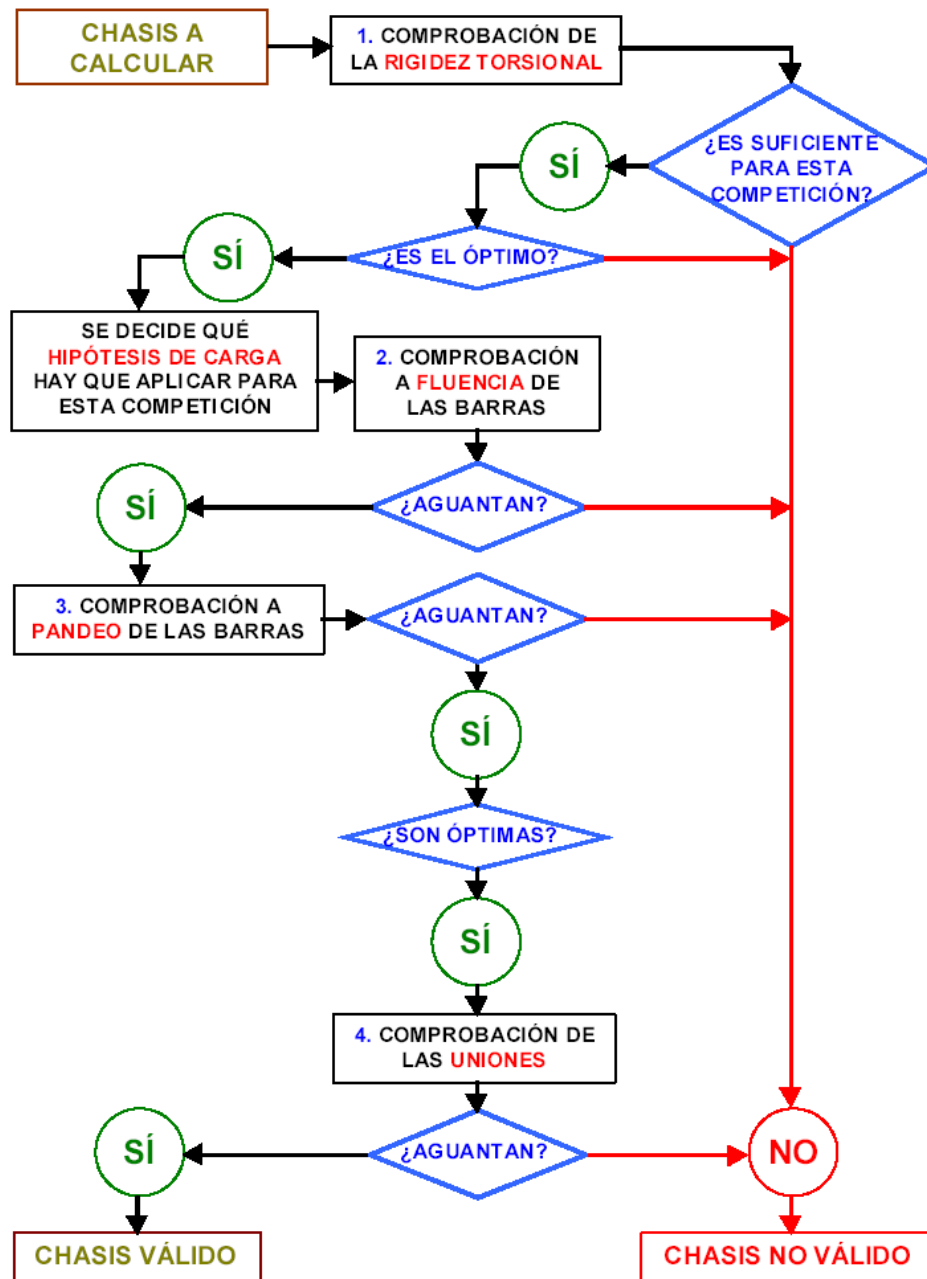 CHASIS A
CALCULAR
1. COMPROBACIÓN DE
LA RIGIDEZ TORSIONAL
¿ES SUFICIENTE
PARA ESTA
COMPETICIÓN?
SÍ
¿ES EL ÓPTIMO?
SÍ
SE DECIDE QUÉ
HIPÓTESIS DE CARGA
HAY QUE APLICAR PARA
ESTA COMPETICIÓN
2. COMPROBACIÓN
A FLUENCIA DE
LAS BARRAS
¿AGUANTAN?
SÍ
3. COMPROBACIÓN A
PANDEO DE LAS BARRAS
¿AGUANTAN?
SÍ
¿SON ÓPTIMAS?
SÍ
4. COMPROBACIÓN DE
LAS UNIONES
¿AGUANTAN?
SÍ
NO
CHASIS VÁLIDO
CHASIS NO VÁLIDO